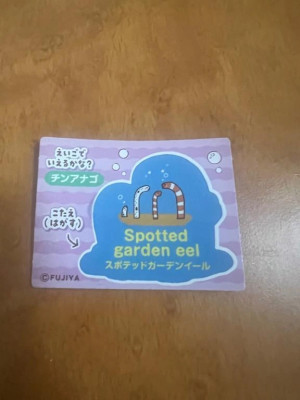 えいごで
いえるかな?
チンアナゴ
こたえ
(はがす)
Spotted
garden eel
スポテッドガーデンイール
©FUJIYA